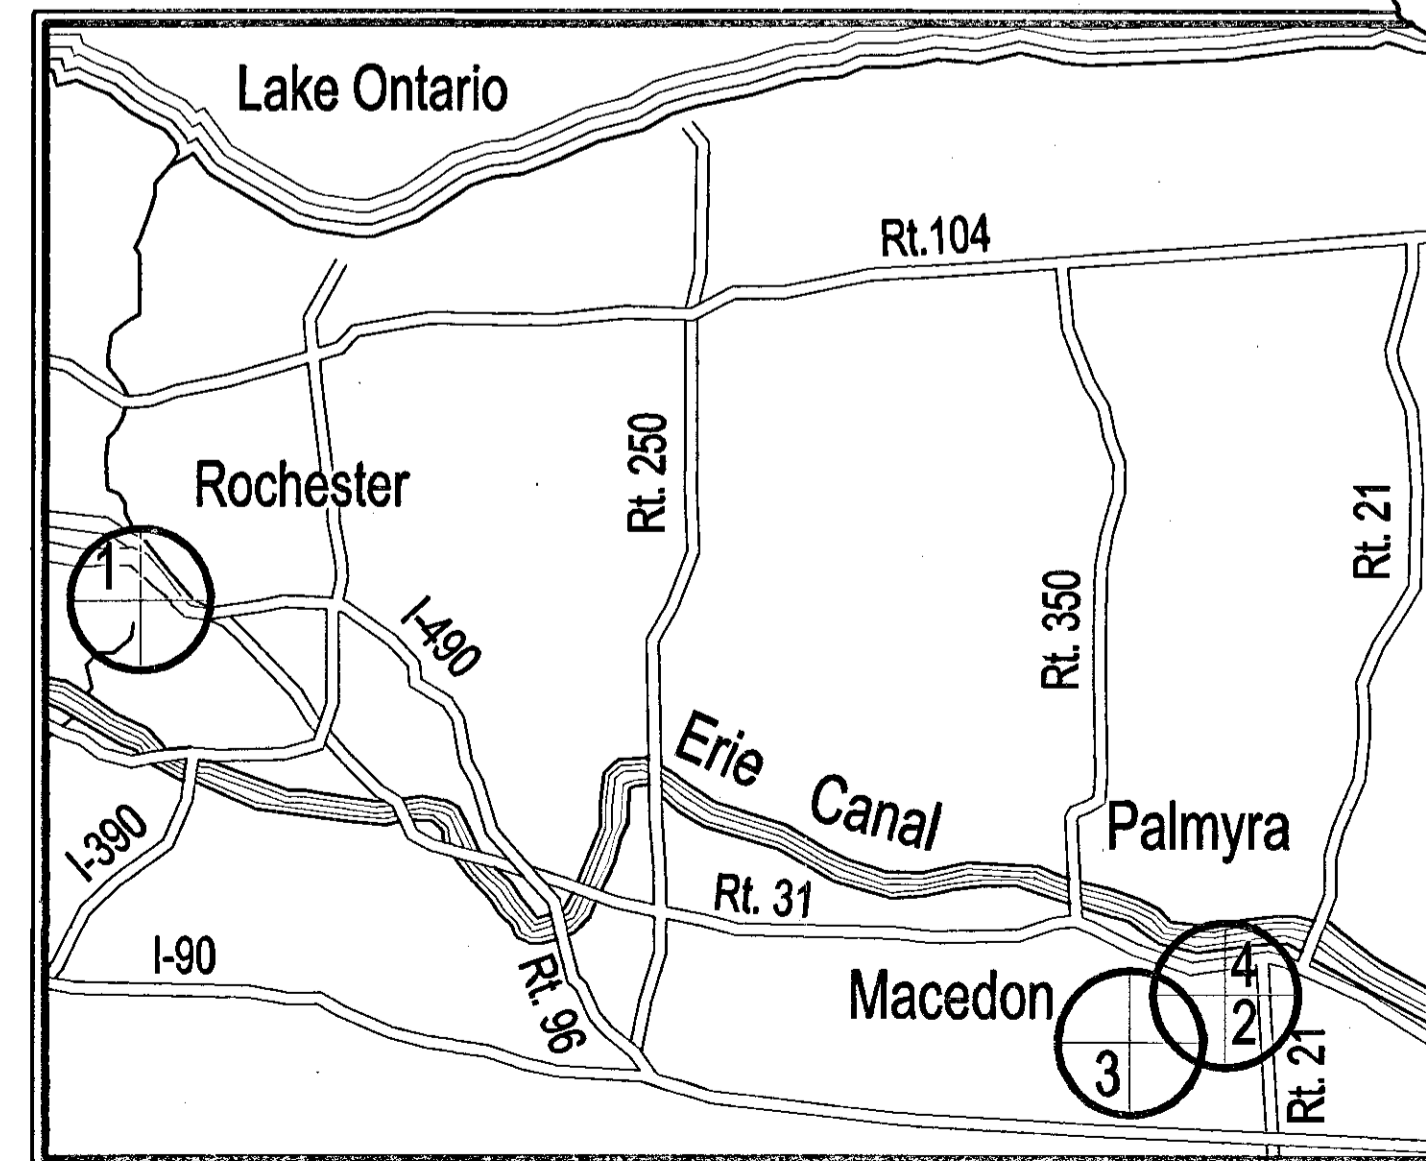 Lake Ontario
Rt.104
Rochester
Rt. 250
Rt. 21
1
I-490
Rt. 350
Erie Canal
Palmyra
I-390
Rt. 31
I-90
Rt. 96
Macedon
4
2
3
Rt. 21